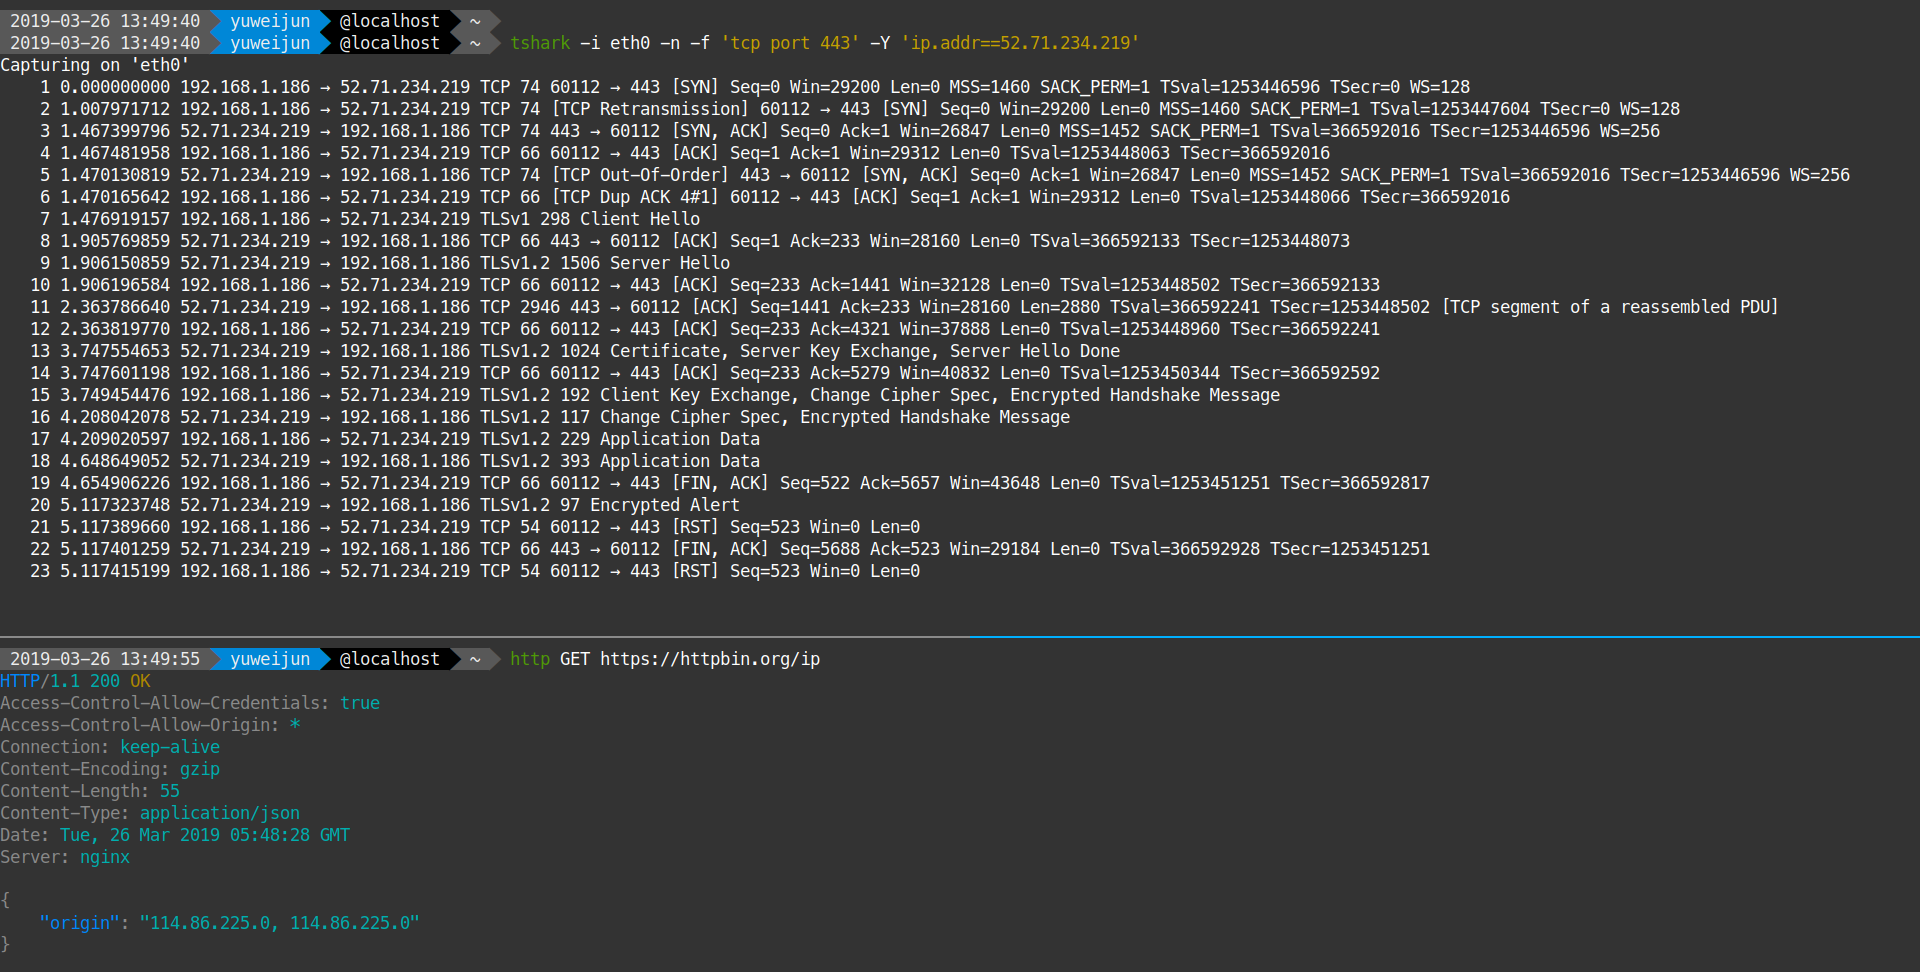 2019-03-26 13:49:40 yuweijun @localhost ~
2019-03-26 13:49:40 yuweijun @localhost ~ tshark -i eth0 -n -f 'tcp port 443' -Y 'ip.addr==52.71.234.219'
Capturing on 'eth0'
1 0.000000000 192.168.1.186 → 52.71.234.219 TCP 74 60112 → 443 [SYN] Seq=0 Win=29200 Len=0 MSS=1460 SACK_PERM=1 TSval=1253446596 TSecr=0 WS=128
2 1.007971712 192.168.1.186 → 52.71.234.219 TCP 74 [TCP Retransmission] 60112 → 443 [SYN] Seq=0 Win=29200 Len=0 MSS=1460 SACK_PERM=1 TSval=1253447604 TSecr=0 WS=128
3 1.467399796 52.71.234.219 → 192.168.1.186 TCP 74 443 → 60112 [SYN, ACK] Seq=0 Ack=1 Win=26847 Len=0 MSS=1452 SACK_PERM=1 TSval=366592016 TSecr=1253446596 WS=256
4 1.467481958 192.168.1.186 → 52.71.234.219 TCP 66 60112 → 443 [ACK] Seq=1 Ack=1 Win=29312 Len=0 TSval=1253448063 TSecr=366592016
5 1.470130819 52.71.234.219 → 192.168.1.186 TCP 74 [TCP Out-Of-Order] 443 → 60112 [SYN, ACK] Seq=0 Ack=1 Win=26847 Len=0 MSS=1452 SACK_PERM=1 TSval=366592016 TSecr=1253446596 WS=256
6 1.470165642 192.168.1.186 → 52.71.234.219 TCP 66 [TCP Dup ACK 4#1] 60112 → 443 [ACK] Seq=1 Ack=1 Win=29312 Len=0 TSval=1253448066 TSecr=366592016
7 1.476919157 192.168.1.186 → 52.71.234.219 TLSv1 298 Client Hello
8 1.905769859 52.71.234.219 → 192.168.1.186 TCP 66 443 → 60112 [ACK] Seq=1 Ack=233 Win=28160 Len=0 TSval=366592133 TSecr=1253448073
9 1.906150859 52.71.234.219 → 192.168.1.186 TLSv1.2 1506 Server Hello
10 1.906196584 192.168.1.186 → 52.71.234.219 TCP 66 60112 → 443 [ACK] Seq=233 Ack=1441 Win=32128 Len=0 TSval=1253448502 TSecr=366592133
11 2.363786640 52.71.234.219 → 192.168.1.186 TCP 2946 443 → 60112 [ACK] Seq=1441 Ack=233 Win=28160 Len=2880 TSval=366592241 TSecr=1253448502 [TCP segment of a reassembled PDU]
12 2.363819770 192.168.1.186 → 52.71.234.219 TCP 66 60112 → 443 [ACK] Seq=233 Ack=4321 Win=37888 Len=0 TSval=1253448960 TSecr=366592241
13 3.747554653 52.71.234.219 → 192.168.1.186 TLSv1.2 1024 Certificate, Server Key Exchange, Server Hello Done
14 3.747601198 192.168.1.186 → 52.71.234.219 TCP 66 60112 → 443 [ACK] Seq=233 Ack=5279 Win=40832 Len=0 TSval=1253450344 TSecr=366592592
15 3.749454476 192.168.1.186 → 52.71.234.219 TLSv1.2 192 Client Key Exchange, Change Cipher Spec, Encrypted Handshake Message
16 4.208042078 52.71.234.219 → 192.168.1.186 TLSv1.2 117 Change Cipher Spec, Encrypted Handshake Message
17 4.209020597 192.168.1.186 → 52.71.234.219 TLSv1.2 229 Application Data
18 4.648649052 52.71.234.219 → 192.168.1.186 TLSv1.2 393 Application Data
19 4.654906226 192.168.1.186 → 52.71.234.219 TCP 66 60112 → 443 [FIN, ACK] Seq=522 Ack=5657 Win=43648 Len=0 TSval=1253451251 TSecr=366592817
20 5.117323748 52.71.234.219 → 192.168.1.186 TLSv1.2 97 Encrypted Alert
21 5.117389660 192.168.1.186 → 52.71.234.219 TCP 54 60112 → 443 [RST] Seq=523 Win=0 Len=0
22 5.117401259 52.71.234.219 → 192.168.1.186 TCP 66 443 → 60112 [FIN, ACK] Seq=5688 Ack=523 Win=29184 Len=0 TSval=366592928 TSecr=1253451251
23 5.117415199 192.168.1.186 → 52.71.234.219 TCP 54 60112 → 443 [RST] Seq=523 Win=0 Len=0
2019-03-26 13:49:55 yuweijun @localhost ~ http GET https://httpbin.org/ip
HTTP/1.1 200 OK
Access-Control-Allow-Credentials: true
Access-Control-Allow-Origin: *
Connection: keep-alive
Content-Encoding: gzip
Content-Length: 55
Content-Type: application/json
Date: Tue, 26 Mar 2019 05:48:28 GMT
Server: nginx
{
"origin": "114.86.225.0, 114.86.225.0"
}